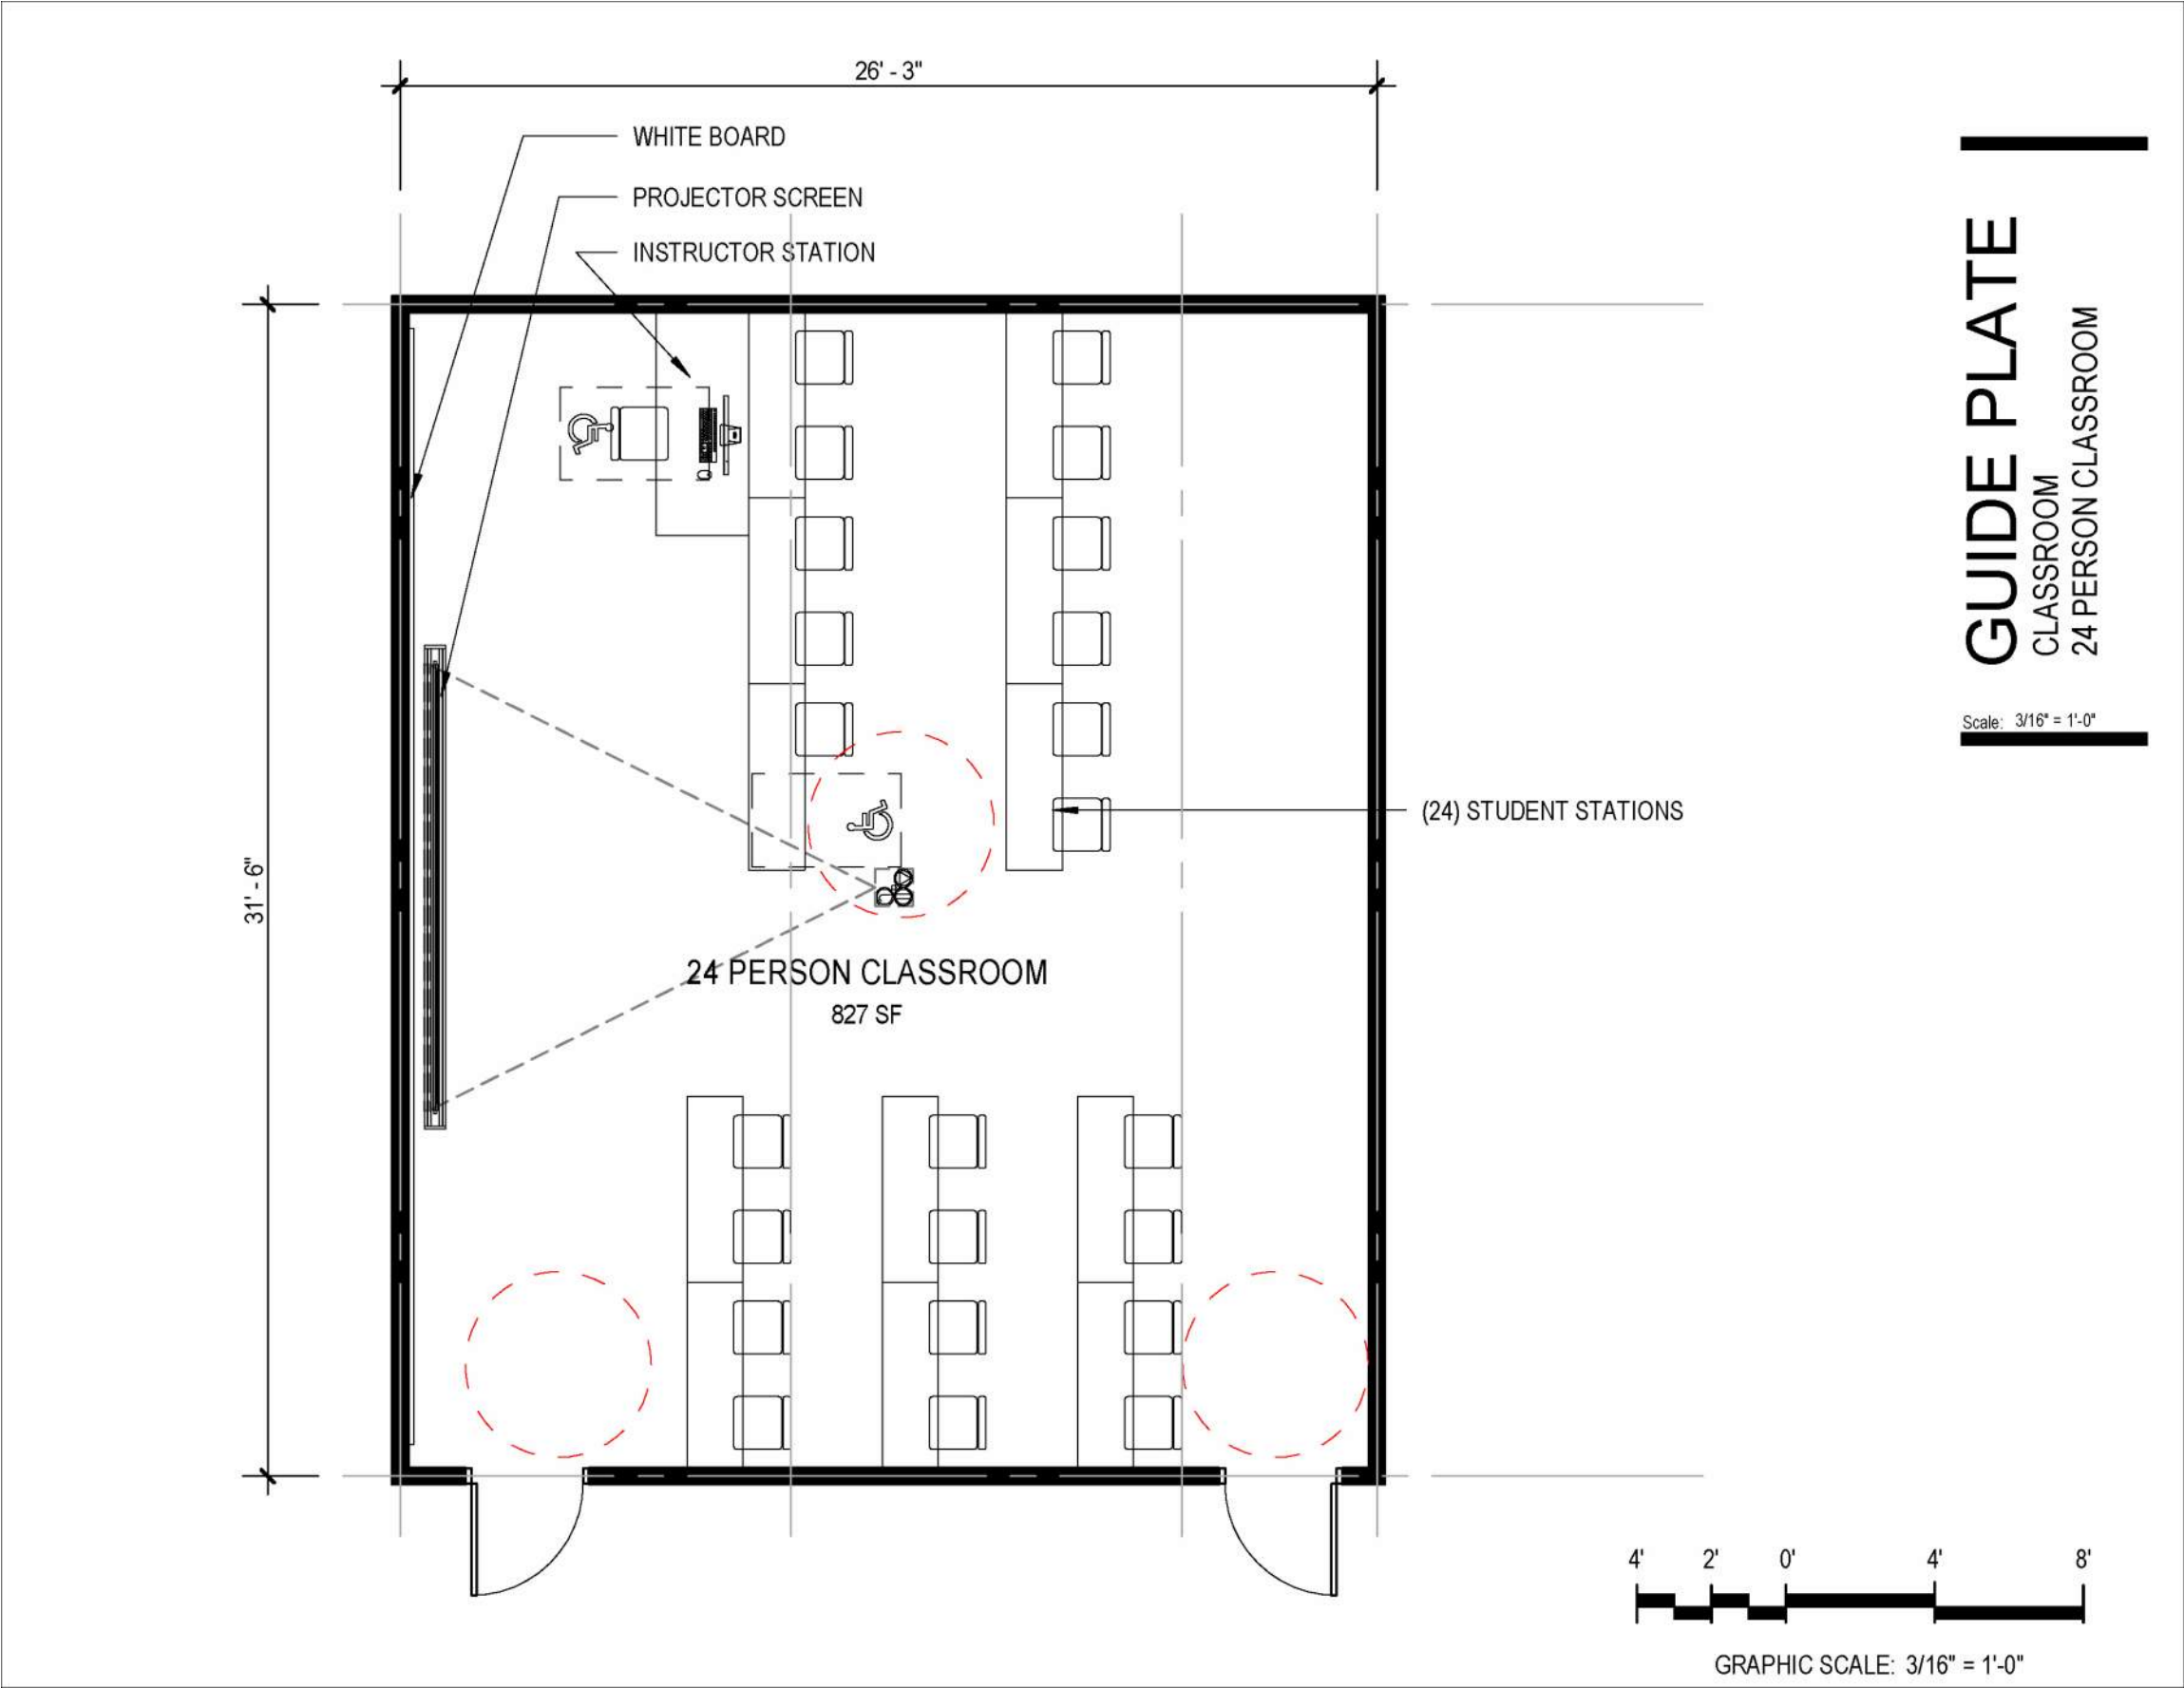 26' - 3"
WHITE BOARD
PROJECTOR SCREEN
INSTRUCTOR STATION
31' - 6"
(24) STUDENT STATIONS
24 PERSON CLASSROOM
827 SF
GUIDE PLATE
CLASSROOM
24 PERSON CLASSROOM
Scale: 3/16" = 1'-0"
4' 2' 0' 4' 8'
GRAPHIC SCALE: 3/16" = 1'-0"